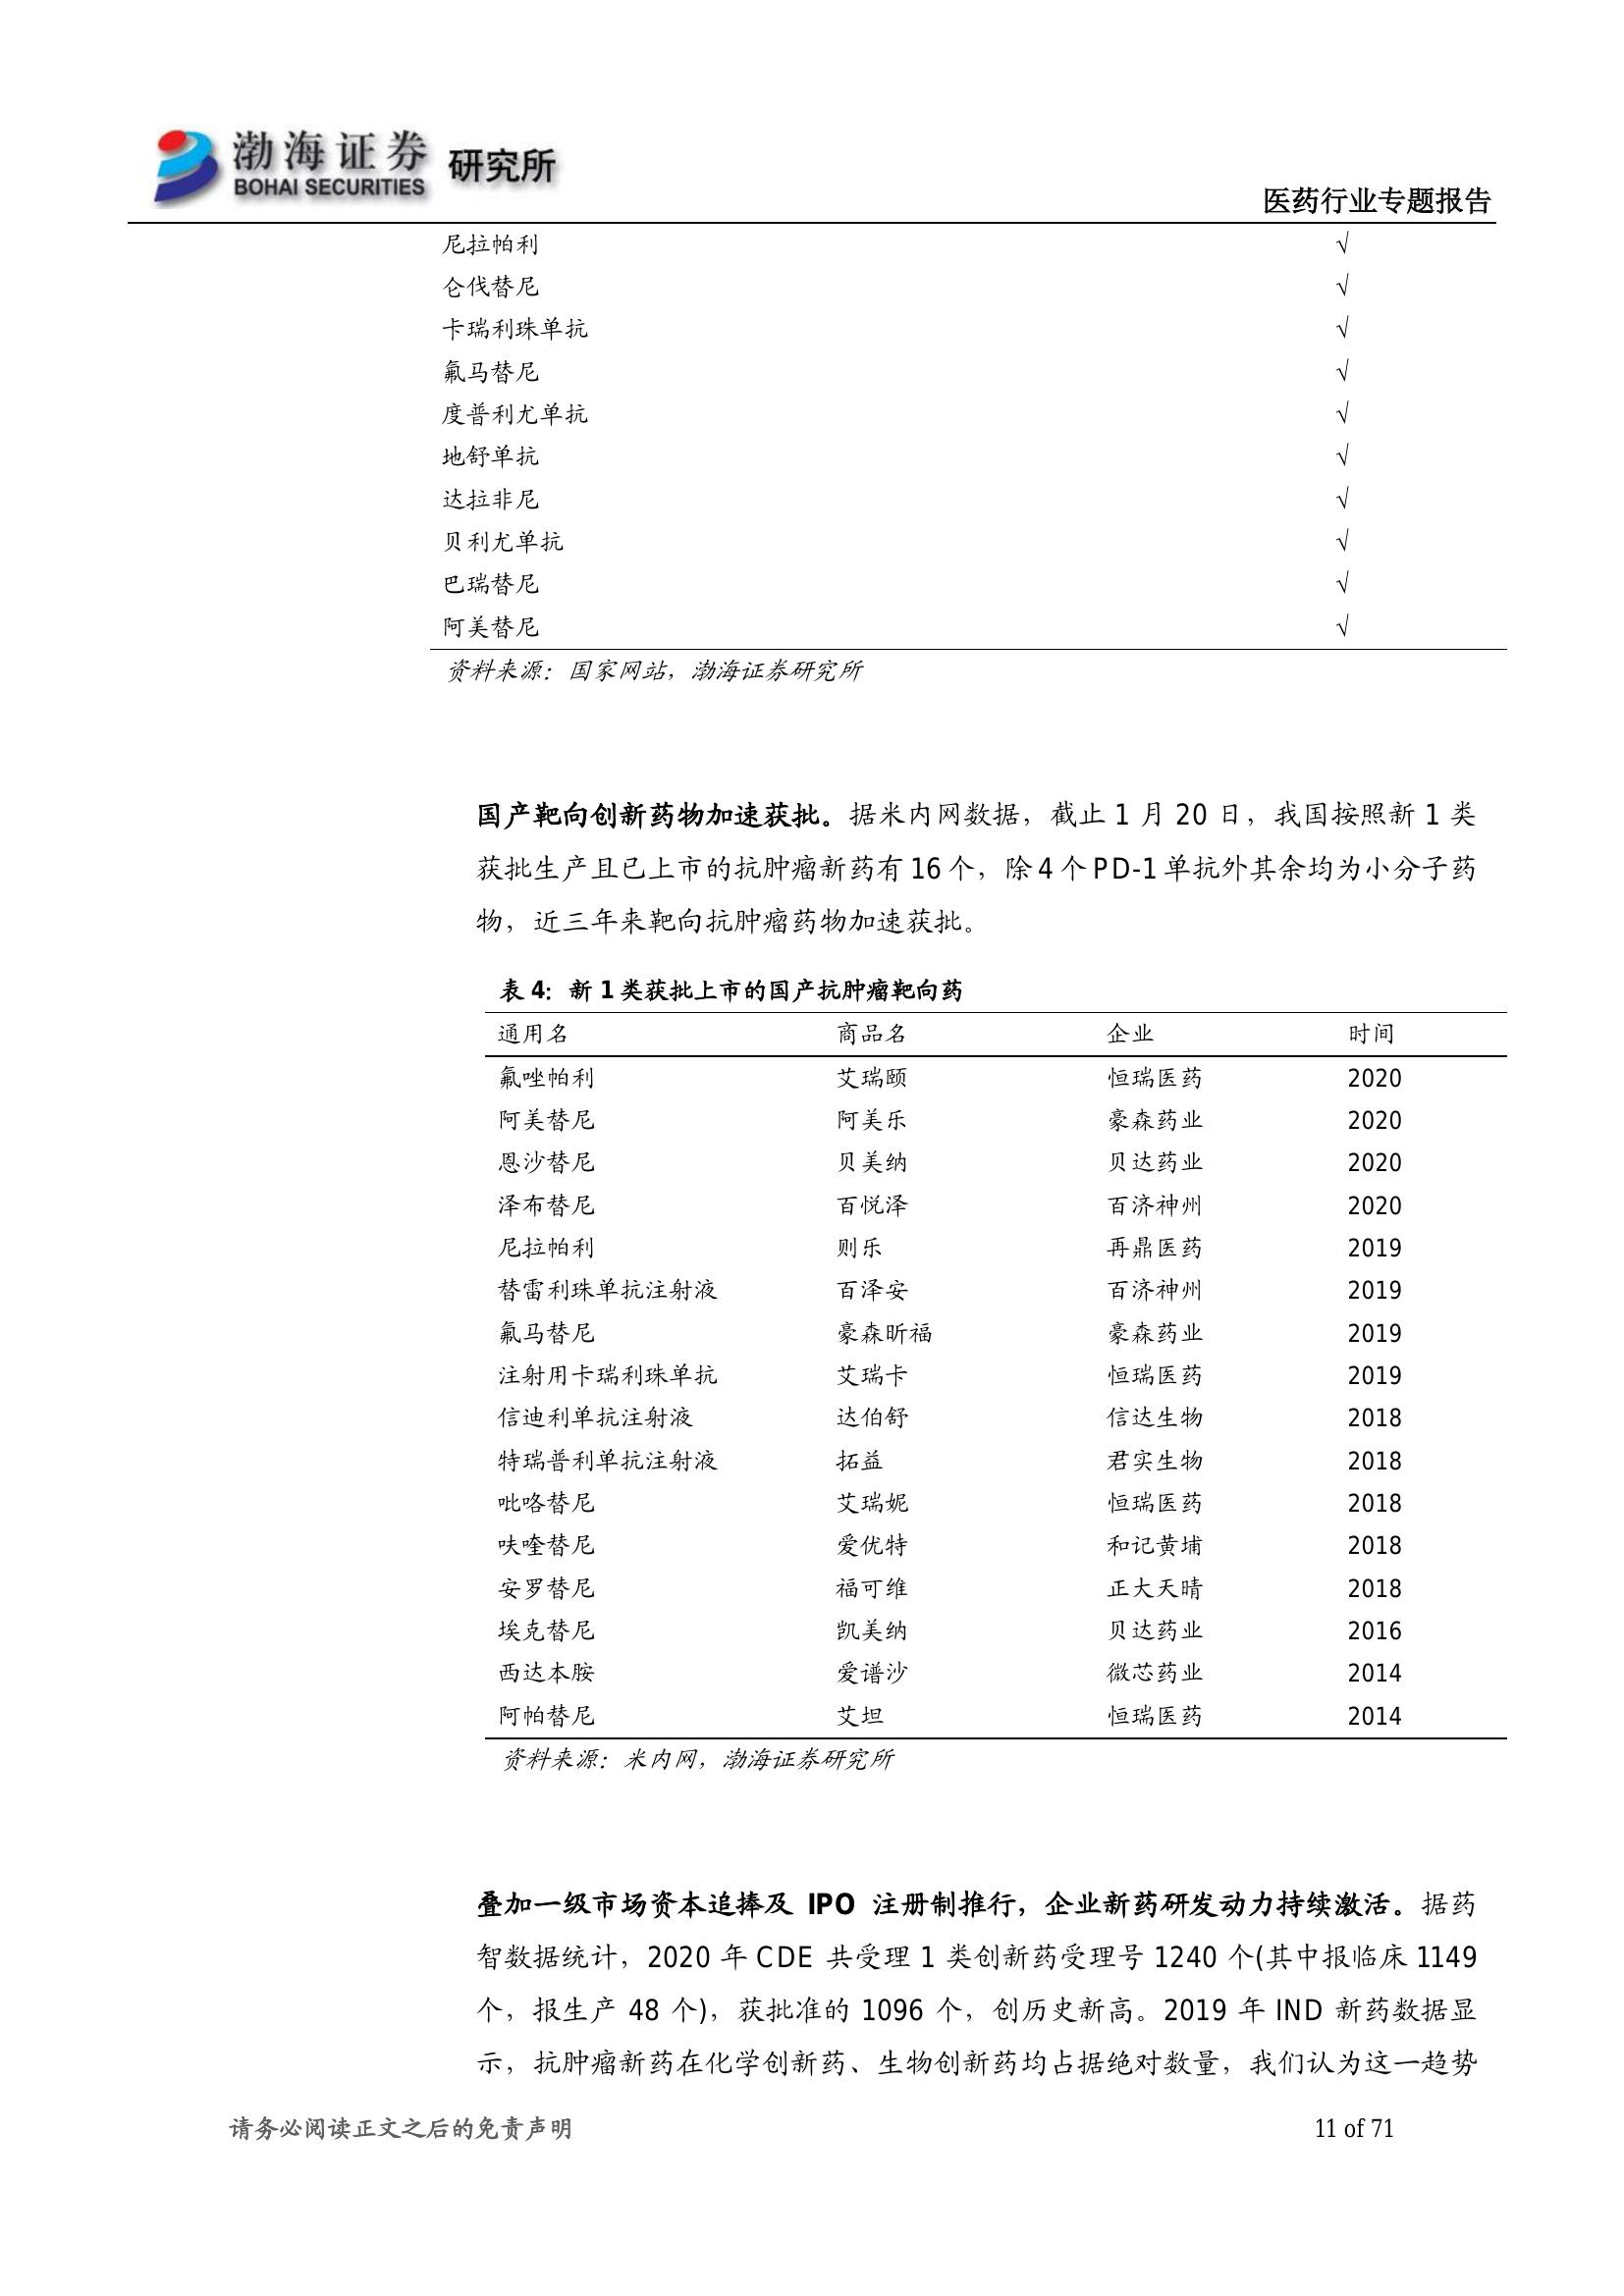 渤海证券 研究所
BOHAI SECURITIES
医药行业专题报告
尼拉帕利 √
仑伐替尼 √
卡瑞利珠单抗 √
氟马替尼 √
度普利尤单抗 √
地舒单抗 √
达拉非尼 √
贝利尤单抗 √
巴瑞替尼 √
阿美替尼 √
资料来源：国家网站，渤海证券研究所
国产靶向创新药物加速获批。据米内网数据，截止 1 月 20 日，我国按照新 1 类
获批生产且已上市的抗肿瘤新药有 16 个，除 4 个 PD-1 单抗外其余均为小分子药
物，近三年来靶向抗肿瘤药物加速获批。
表 4：新 1 类获批上市的国产抗肿瘤靶向药
通用名 商品名 企业 时间
氟唑帕利 艾瑞颐 恒瑞医药 2020
阿美替尼 阿美乐 豪森药业 2020
恩沙替尼 贝美纳 贝达药业 2020
泽布替尼 百悦泽 百济神州 2020
尼拉帕利 则乐 再鼎医药 2019
替雷利珠单抗注射液 百泽安 百济神州 2019
氟马替尼 豪森昕福 豪森药业 2019
注射用卡瑞利珠单抗 艾瑞卡 恒瑞医药 2019
信迪利单抗注射液 达伯舒 信达生物 2018
特瑞普利单抗注射液 拓益 君实生物 2018
吡咯替尼 艾瑞妮 恒瑞医药 2018
呋喹替尼 爱优特 和记黄埔 2018
安罗替尼 福可维 正大天晴 2018
埃克替尼 凯美纳 贝达药业 2016
西达本胺 爱谱沙 微芯药业 2014
阿帕替尼 艾坦 恒瑞医药 2014
资料来源：米内网，渤海证券研究所
叠加一级市场资本追捧及 IPO 注册制推行，企业新药研发动力持续激活。据药
智数据统计，2020 年 CDE 共受理 1 类创新药受理号 1240 个(其中报临床 1149
个，报生产 48 个)，获批准的 1096 个，创历史新高。2019 年 IND 新药数据显
示，抗肿瘤新药在化学创新药、生物创新药均占据绝对数量，我们认为这一趋势
请务必阅读正文之后的免责声明 11 of 71